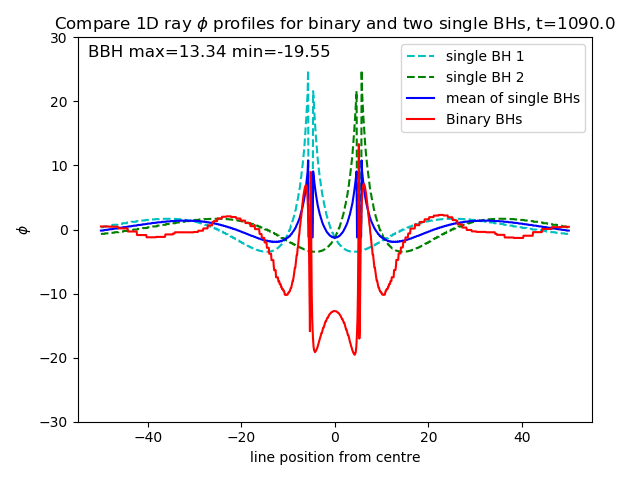 Compare 1D ray ϕ profiles for binary and two single BHs, t=1090.0
BBH max=13.34 min=-19.55
single BH 1
single BH 2
mean of single BHs
Binary BHs
30
20
10
0
−10
−20
−30
ϕ
−40 −20 0 20 40
line position from centre